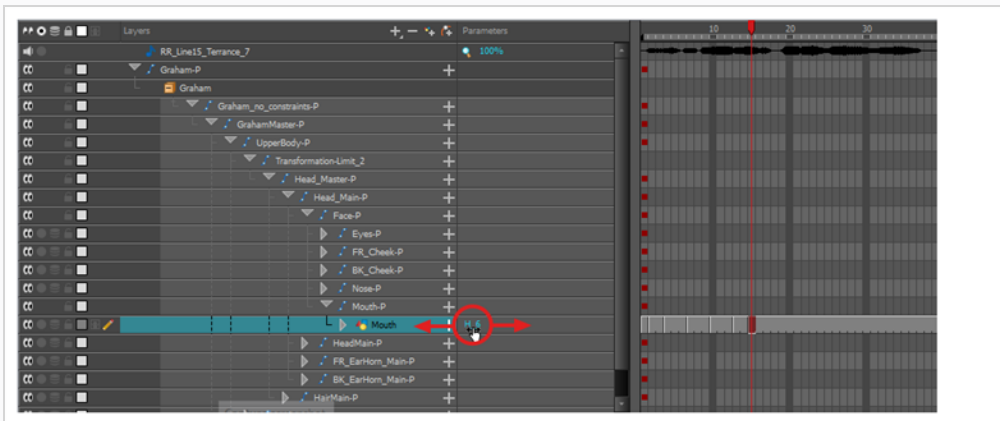 Layers Parameters 10 20 30
RR_Line15_Terrance_7 100%
Graham-P
Graham
Graham_no_constraints-P
GrahamMaster-P
UpperBody-P
Transformation-Limit_2
Head_Master-P
Head_Main-P
Face-P
Eyes-P
FR_Cheek-P
BK_Cheek-P
Nose-P
Mouth-P
Mouth H_6
HeadMain-P
FR_EarHorn_Main-P
BK_EarHorn_Main-P
HairMain-P